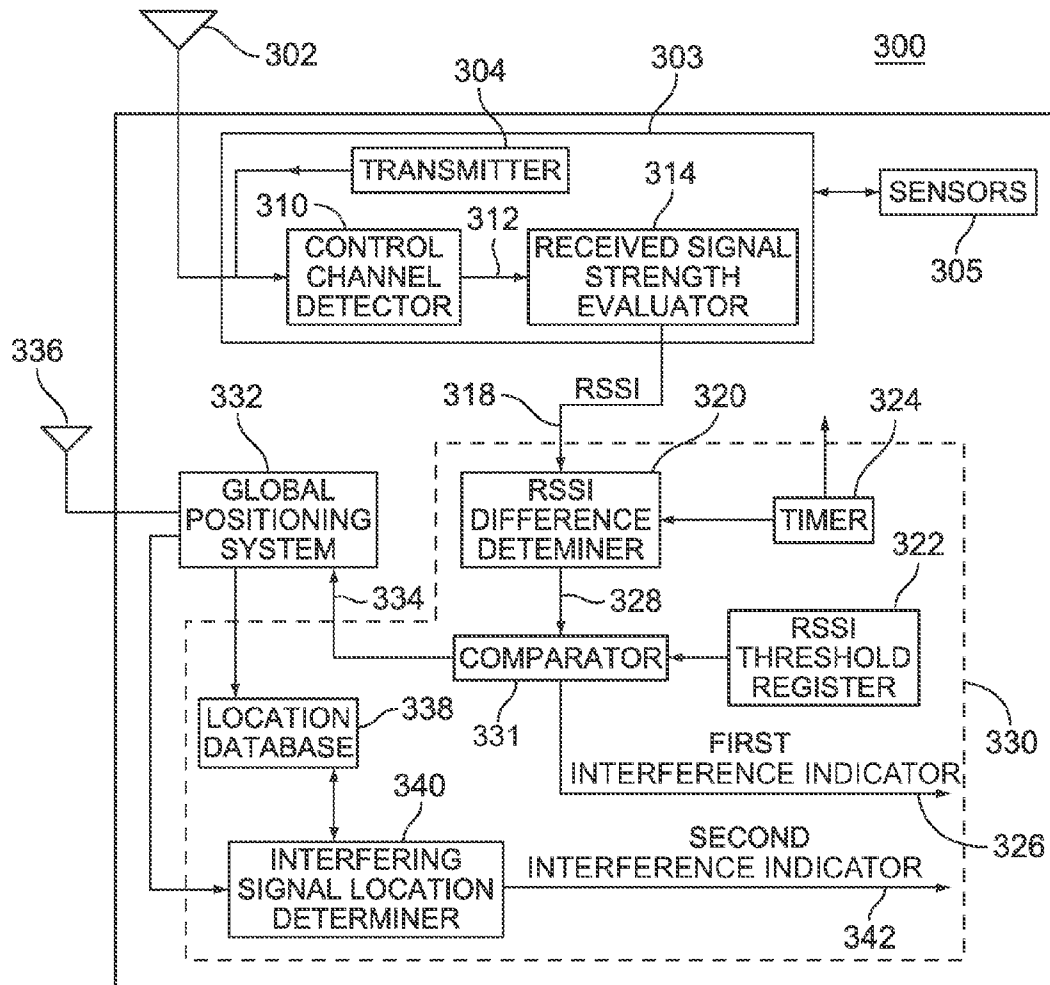 302
300
303
304
TRANSMITTER
310
312
314
CONTROL
CHANNEL
DETECTOR
RECEIVED SIGNAL
STRENGTH
EVALUATOR
SENSORS
305
336
332
318
RSSI
320
324
GLOBAL
POSITIONING
SYSTEM
RSSI
DIFFERENCE
DETEMINER
TIMER
322
334
328
COMPARATOR
331
RSSI
THRESHOLD
REGISTER
LOCATION
DATABASE
338
330
FIRST
INTERFERENCE INDICATOR
326
340
INTERFERING
SIGNAL LOCATION
DETERMINER
SECOND
INTERFERENCE INDICATOR
342